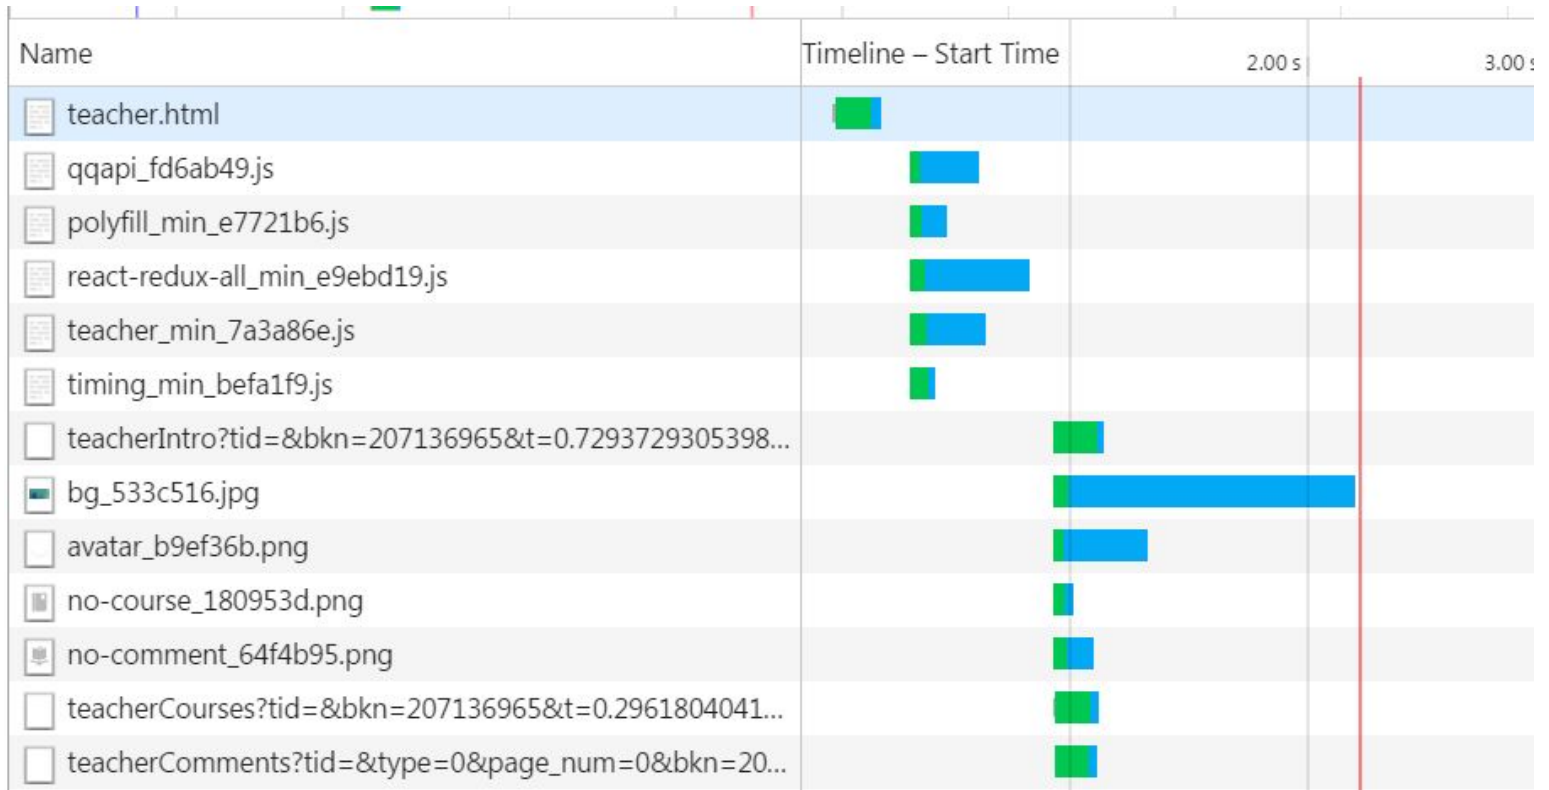 Name
Timeline – Start Time
2.00 s
3.00 s
teacher.html
qqapi_fd6ab49.js
polyfill_min_e7721b6.js
react-redux-all_min_e9ebd19.js
teacher_min_7a3a86e.js
timing_min_befa1f9.js
teacherIntro?tid=&bkn=207136965&t=0.7293729305398...
bg_533c516.jpg
avatar_b9ef36b.png
no-course_180953d.png
no-comment_64f4b95.png
teacherCourses?tid=&bkn=207136965&t=0.2961804041...
teacherComments?tid=&type=0&page_num=0&bkn=20...